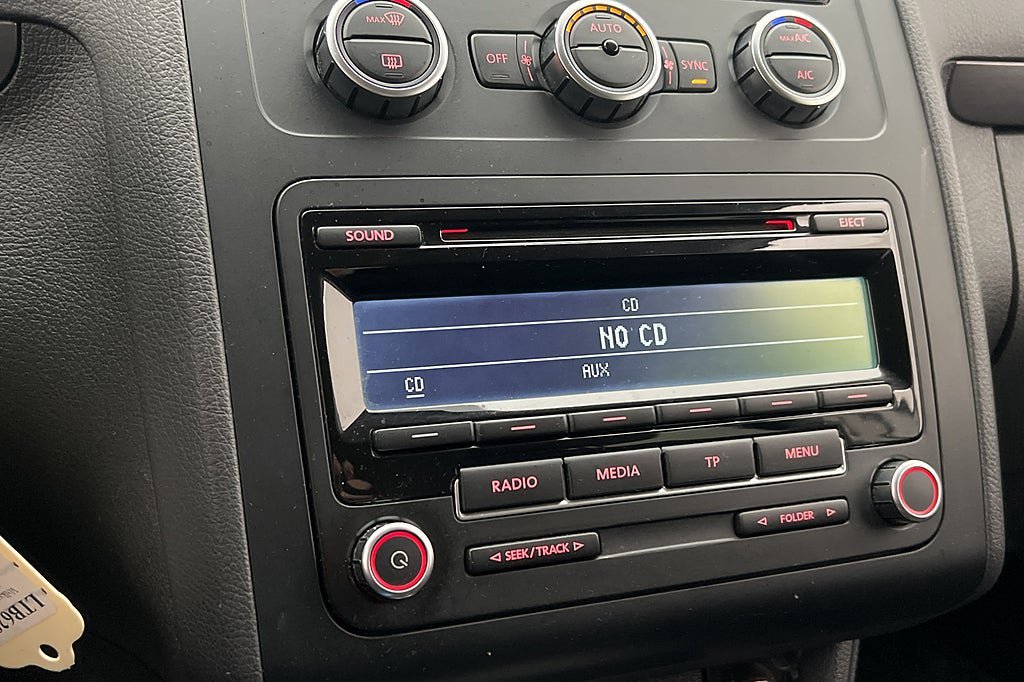 MAX
AUTO
OFF
SYNC
MAX A/C
A/C
SOUND
EJECT
CD
NO CD
CD
AUX
RADIO
MEDIA
TP
MENU
SEEK/TRACK
FOLDER